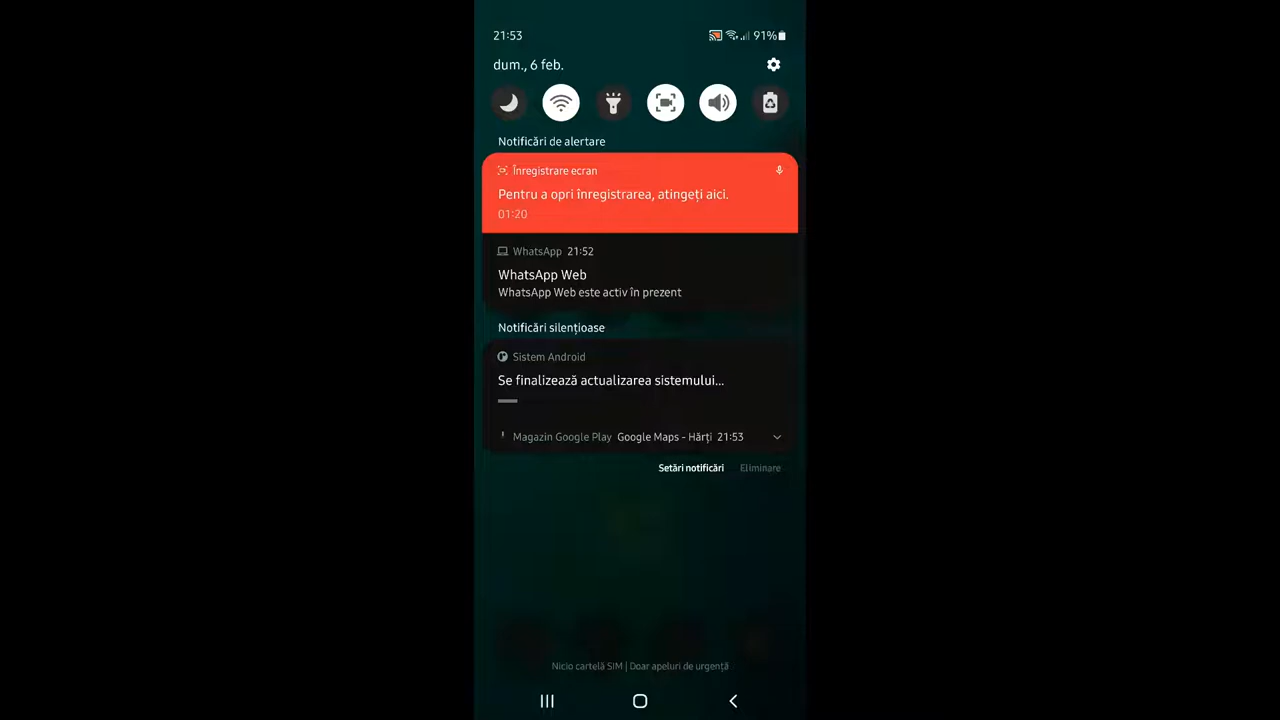 21:53
91%
dum., 6 feb.
Notificări de alertare
Înregistrare ecran
Pentru a opri înregistrarea, atingeți aici.
01:20
WhatsApp 21:52
WhatsApp Web
WhatsApp Web este activ în prezent
Notificări silențioase
Sistem Android
Se finalizează actualizarea sistemului...
Magazin Google Play Google Maps - Hărți 21:53
Setări notificări Eliminare
Nicio cartelă SIM | Doar apeluri de urgență